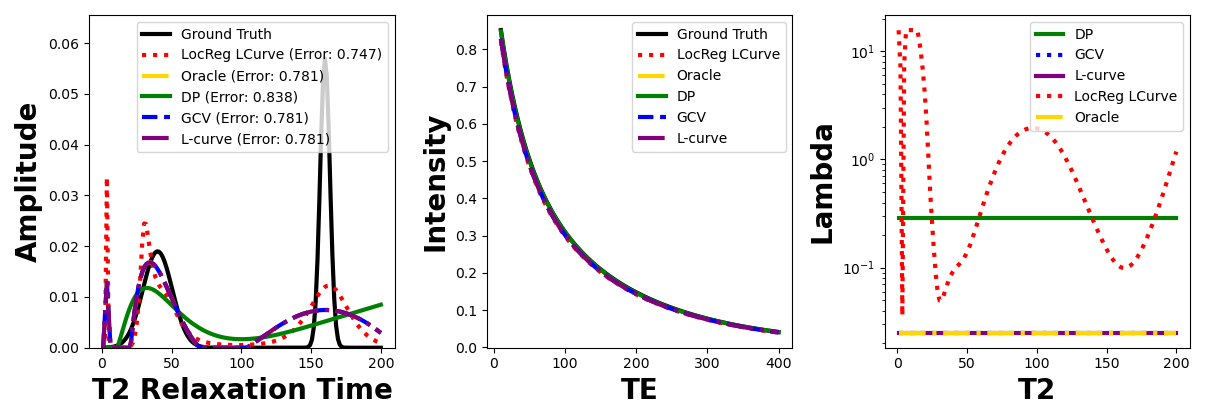 Amplitude
0.00
0.01
0.02
0.03
0.04
0.05
0.06
Ground Truth
LocReg LCurve (Error: 0.747)
Oracle (Error: 0.781)
DP (Error: 0.838)
GCV (Error: 0.781)
L-curve (Error: 0.781)
0 50 100 150 200
T2 Relaxation Time
Intensity
0.0
0.1
0.2
0.3
0.4
0.5
0.6
0.7
0.8
Ground Truth
LocReg LCurve
Oracle
DP
GCV
L-curve
0 100 200 300 400
TE
Lambda
10⁻¹
10⁰
10¹
DP
GCV
L-curve
LocReg LCurve
Oracle
0 50 100 150 200
T2